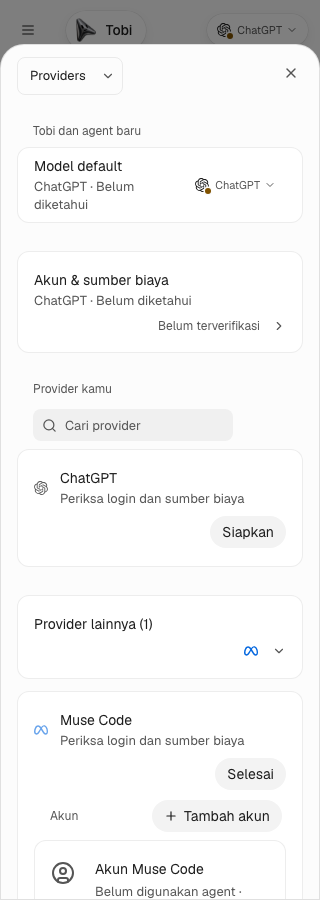 Tobi
ChatGPT
Providers
Tobi dan agent baru
Model default
ChatGPT · Belum
diketahui
ChatGPT
Akun & sumber biaya
ChatGPT · Belum diketahui
Belum terverifikasi
Provider kamu
Cari provider
ChatGPT
Periksa login dan sumber biaya
Siapkan
Provider lainnya (1)
Muse Code
Periksa login dan sumber biaya
Selesai
Akun
Tambah akun
Akun Muse Code
Belum digunakan agent ·